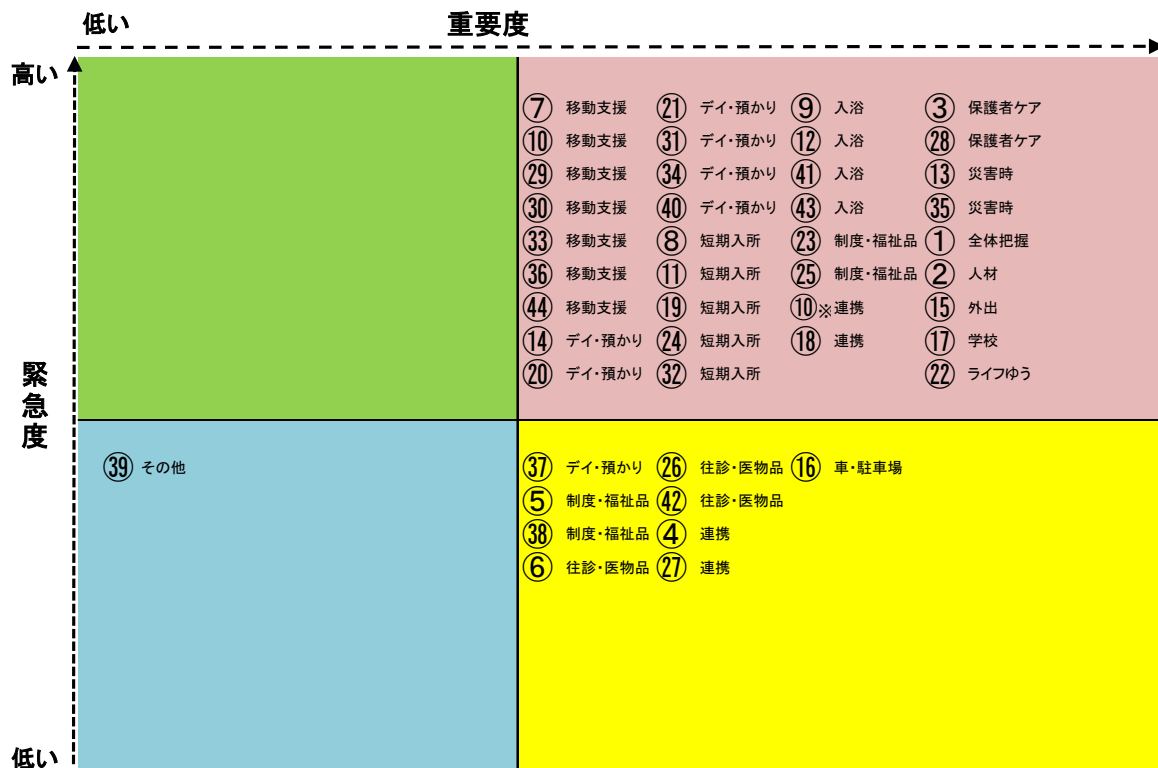 低い 重要度
高い
⑦ 移動支援 ㉑ デイ・預かり ⑨ 入浴 ③ 保護者ケア
⑩ 移動支援 ㉛ デイ・預かり ⑫ 入浴 ㉘ 保護者ケア
㉙ 移動支援 ㉞ デイ・預かり ㊶ 入浴 ⑬ 災害時
㉚ 移動支援 ㊵ デイ・預かり ㊸ 入浴 ㉟ 災害時
㉝ 移動支援 ⑧ 短期入所 ㉓ 制度・福祉品 ① 全体把握
㊱ 移動支援 ⑪ 短期入所 ㉕ 制度・福祉品 ② 人材
㊹ 移動支援 ⑲ 短期入所 ⑩※連携 ⑮ 外出
⑭ デイ・預かり ㉔ 短期入所 ⑱ 連携 ⑰ 学校
⑳ デイ・預かり ㉜ 短期入所 ㉒ ライフゆう
緊急度
㊴ その他 ㊲ デイ・預かり ㉖ 往診・医物品 ⑯ 車・駐車場
⑤ 制度・福祉品 ㊷ 往診・医物品
㊳ 制度・福祉品 ④ 連携
⑥ 往診・医物品 ㉗ 連携
低い